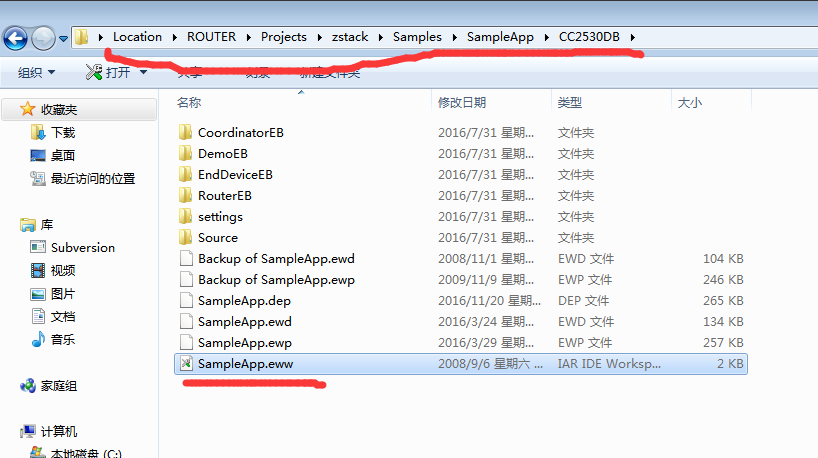 Location ROUTER Projects zstack Samples SampleApp CC2530DB
组织 打开 共享 刻录 新建文件夹
收藏夹
下载
桌面
最近访问的位置
库
Subversion
视频
图片
文档
音乐
家庭组
计算机
本地磁盘 (C:)
名称 修改日期 类型 大小
CoordinatorEB 2016/7/31 星期... 文件夹
DemoEB 2016/7/31 星期... 文件夹
EndDeviceEB 2016/7/31 星期... 文件夹
RouterEB 2016/7/31 星期... 文件夹
settings 2016/7/31 星期... 文件夹
Source 2016/7/31 星期... 文件夹
Backup of SampleApp.ewd 2008/11/1 星期... EWD 文件 104 KB
Backup of SampleApp.ewp 2009/11/9 星期... EWP 文件 246 KB
SampleApp.dep 2016/11/20 星期... DEP 文件 265 KB
SampleApp.ewd 2016/3/24 星期... EWD 文件 134 KB
SampleApp.ewp 2016/3/29 星期... EWP 文件 257 KB
SampleApp.eww 2008/9/6 星期六 ... IAR IDE Worksp... 2 KB